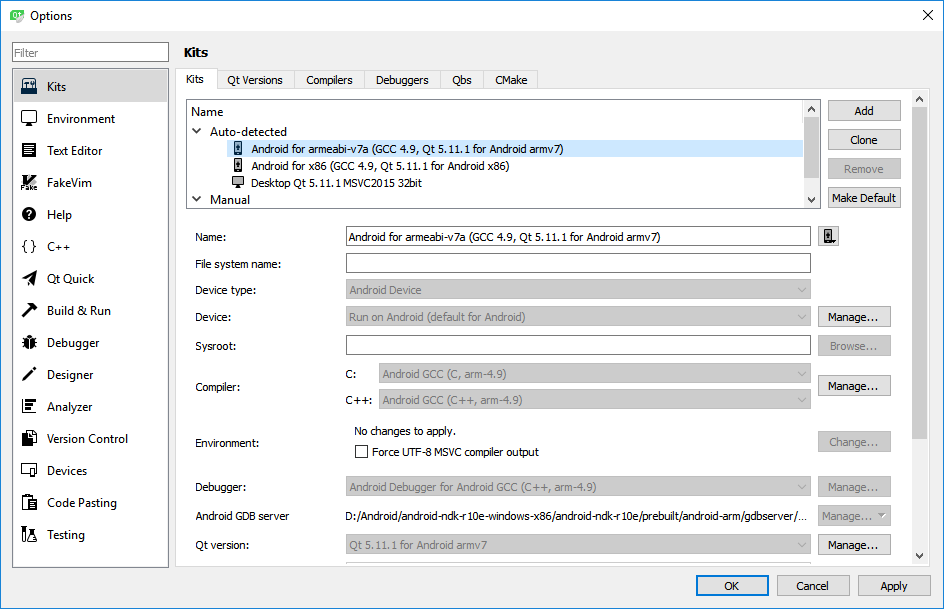 Options
Filter
Kits
Environment
Text Editor
FakeVim
Help
C++
Qt Quick
Build & Run
Debugger
Designer
Analyzer
Version Control
Devices
Code Pasting
Testing
Kits
Kits Qt Versions Compilers Debuggers Qbs CMake
Name
Auto-detected
Android for armeabi-v7a (GCC 4.9, Qt 5.11.1 for Android armv7)
Android for x86 (GCC 4.9, Qt 5.11.1 for Android x86)
Desktop Qt 5.11.1 MSVC2015 32bit
Manual
Add
Clone
Remove
Make Default
Name: Android for armeabi-v7a (GCC 4.9, Qt 5.11.1 for Android armv7)
File system name:
Device type: Android Device
Device: Run on Android (default for Android) Manage...
Sysroot: Browse...
Compiler: C: Android GCC (C, arm-4.9)
C++: Android GCC (C++, arm-4.9) Manage...
Environment: No changes to apply. Change...
Force UTF-8 MSVC compiler output
Debugger: Android Debugger for Android GCC (C++, arm-4.9) Manage...
Android GDB server D:/Android/android-ndk-r10e-windows-x86/android-ndk-r10e/prebuilt/android-arm/gdbserver/... Manage...
Qt version: Qt 5.11.1 for Android armv7 Manage...
OK Cancel Apply